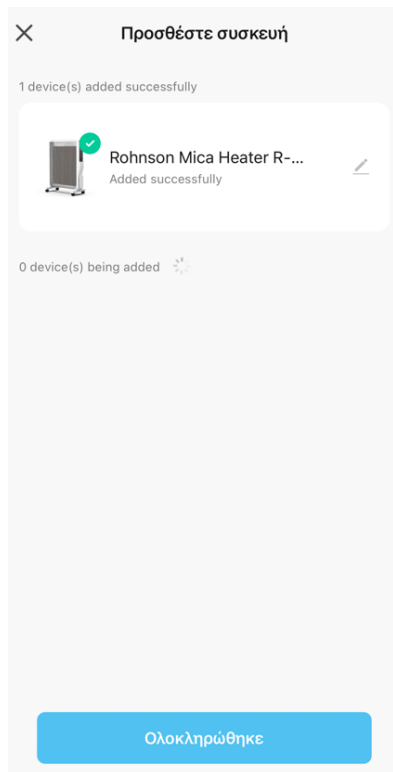 Προσθέστε συσκευή
1 device(s) added successfully
Rohnson Mica Heater R-...
Added successfully
0 device(s) being added
Ολοκληρώθηκε